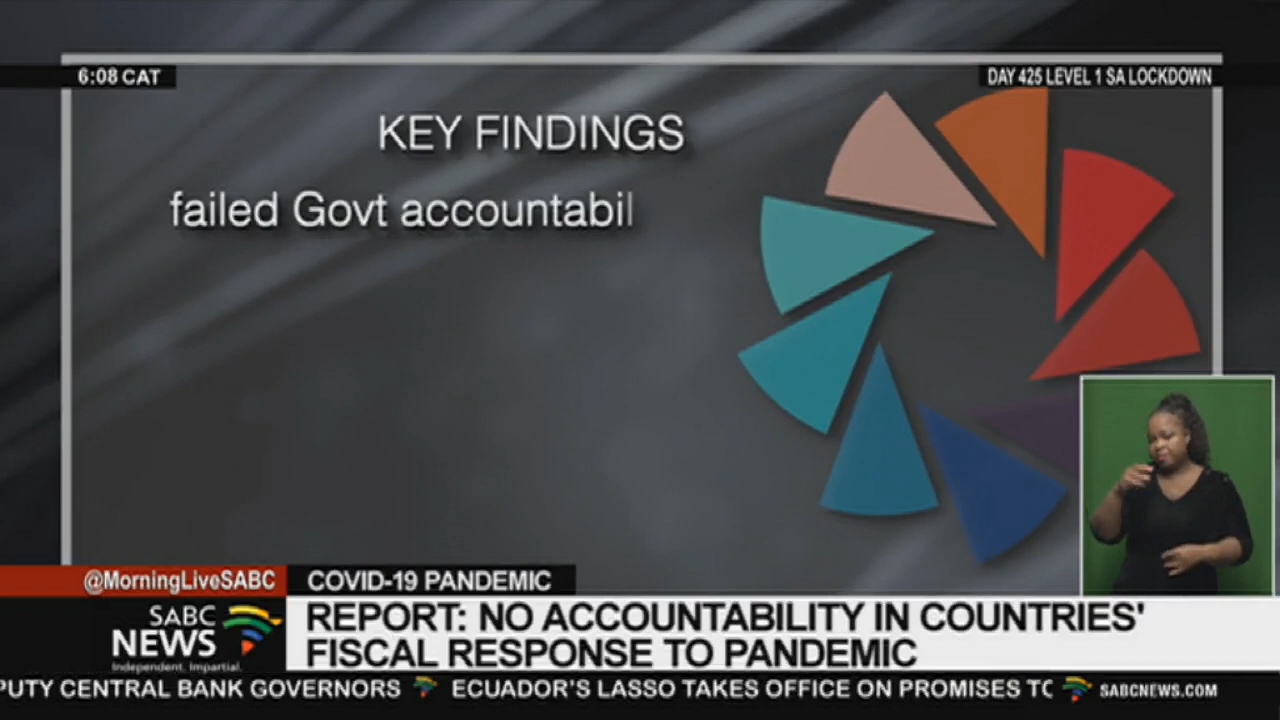 6:08 CAT
DAY 425 LEVEL 1 SA LOCKDOWN
KEY FINDINGS
failed Govt accountabil
@MorningLiveSABC
COVID-19 PANDEMIC
SABC
NEWS
Independent. Impartial.
REPORT: NO ACCOUNTABILITY IN COUNTRIES'
FISCAL RESPONSE TO PANDEMIC
PUTY CENTRAL BANK GOVERNORS
ECUADOR'S LASSO TAKES OFFICE ON PROMISES TO
SABCNEWS.COM